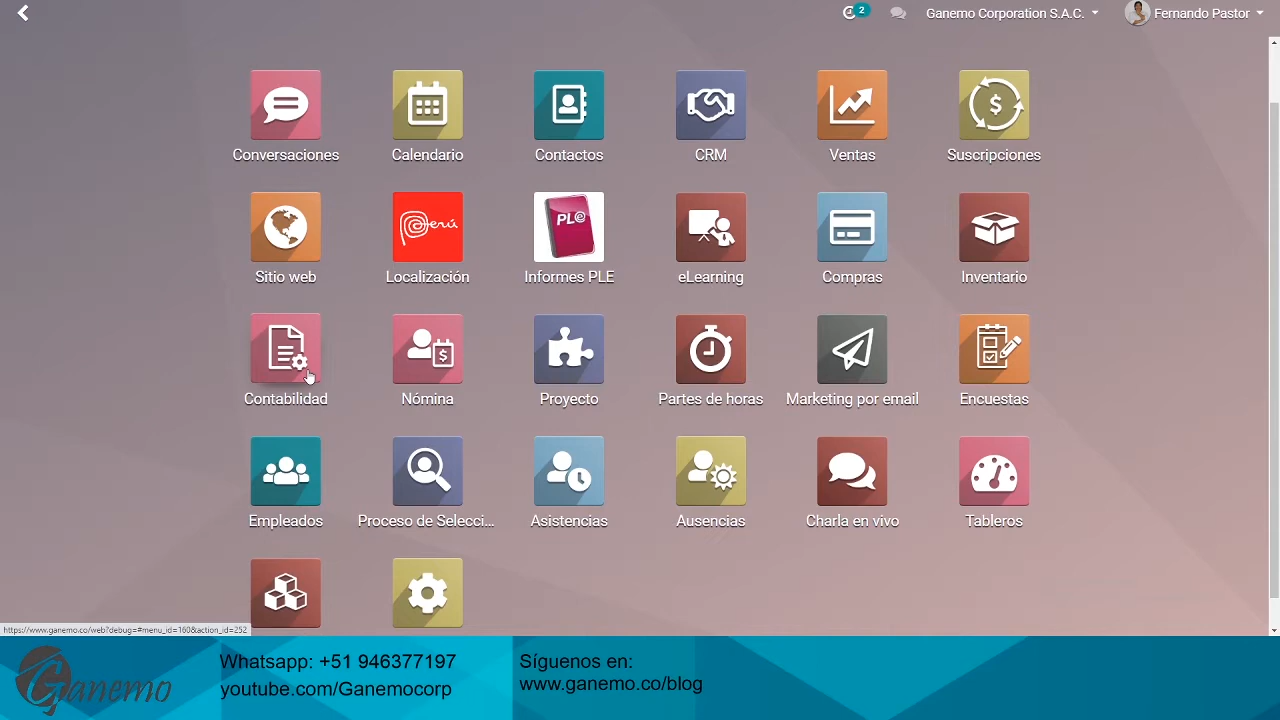 2
Ganemo Corporation S.A.C.
Fernando Pastor
Conversaciones
Calendario
Contactos
CRM
Ventas
Suscripciones
$
Perú
PLe
Sitio web
Localización
Informes PLE
eLearning
Compras
Inventario
$
Contabilidad
Nómina
Proyecto
Partes de horas
Marketing por email
Encuestas
Empleados
Proceso de Selecci...
Asistencias
Ausencias
Charla en vivo
Tableros
https://www.ganemo.co/web?debug=#menu_id=160&action_id=252
Ganemo
Whatsapp: +51 946377197
youtube.com/Ganemocorp
Síguenos en:
www.ganemo.co/blog